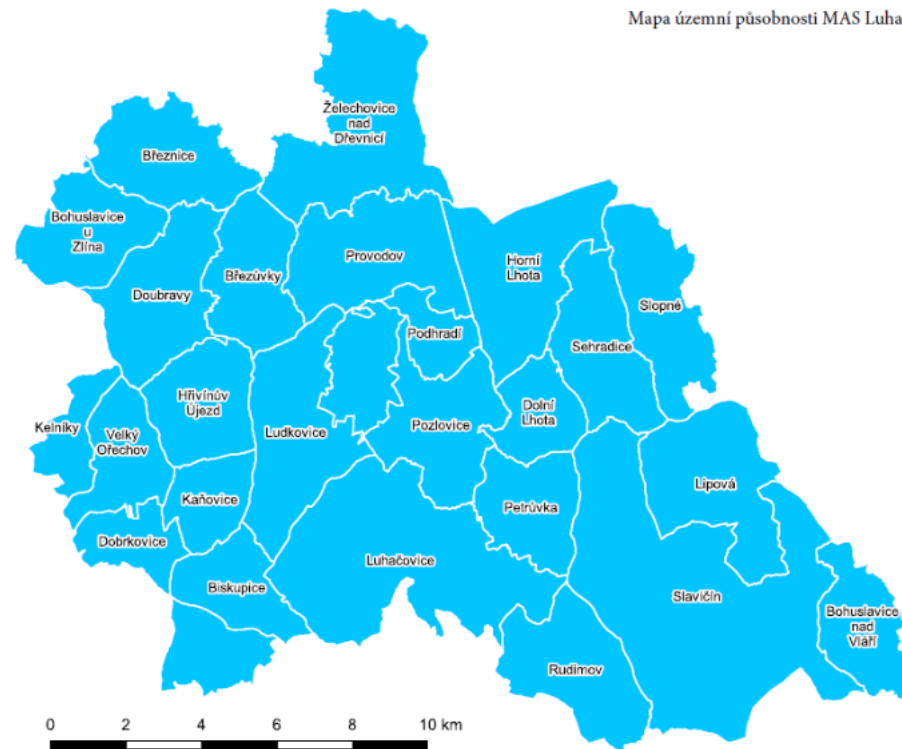 Mapa územní působnosti MAS Luha
Želechovice
nad
Dřevnicí
Březnice
Bohuslavice
u
Zlína
Provodov
Horní
Lhota
Březůvky
Doubravy
Slopné
Podhradí
Sehradice
Hřivínův
Újezd
Dolní
Lhota
Kelníky
Velký
Ořechov
Ludkovice
Pozlovice
Lipová
Kaňovice
Petrůvka
Dobrkovice
Luhačovice
Biskupice
Slavičín
Bohuslavice
nad
Vláří
Rudimov
0 2 4 6 8 10 km